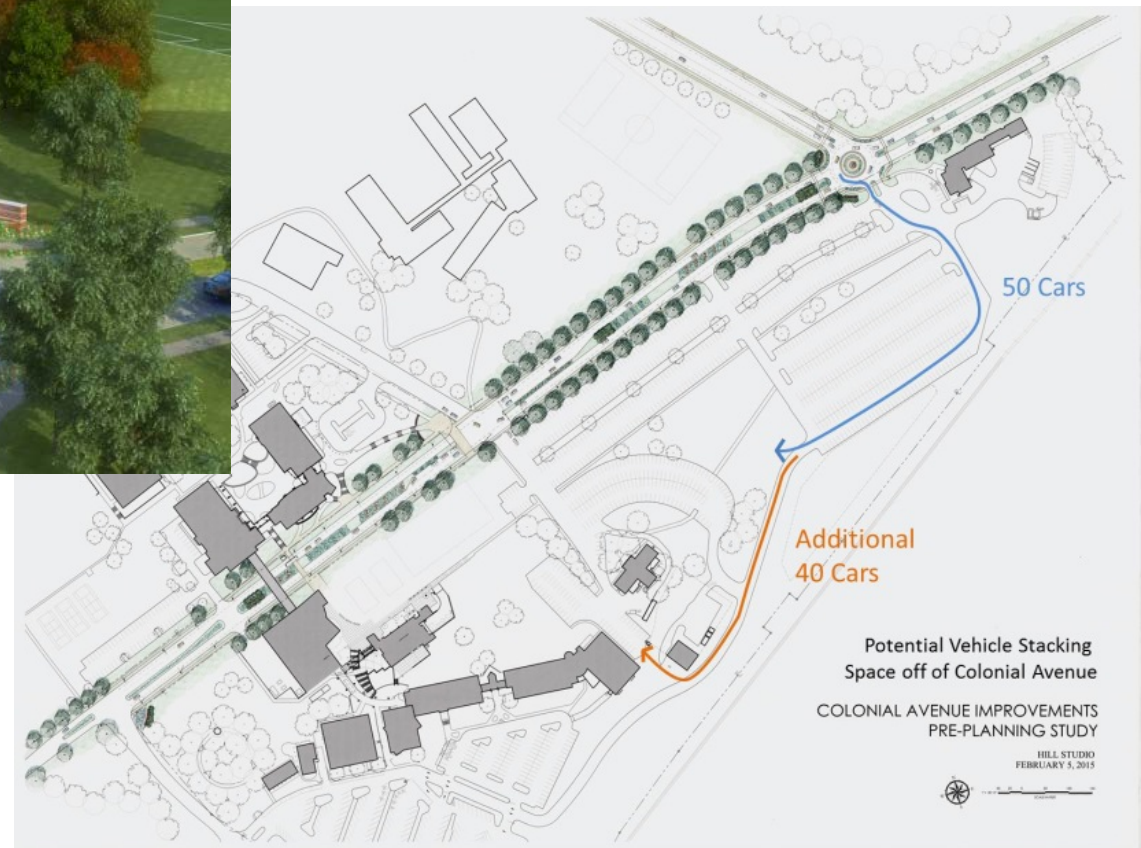 50 Cars
Additional
40 Cars
Potential Vehicle Stacking
Space off of Colonial Avenue
COLONIAL AVENUE IMPROVEMENTS
PRE-PLANNING STUDY
HILL STUDIO
FEBRUARY 5, 2015